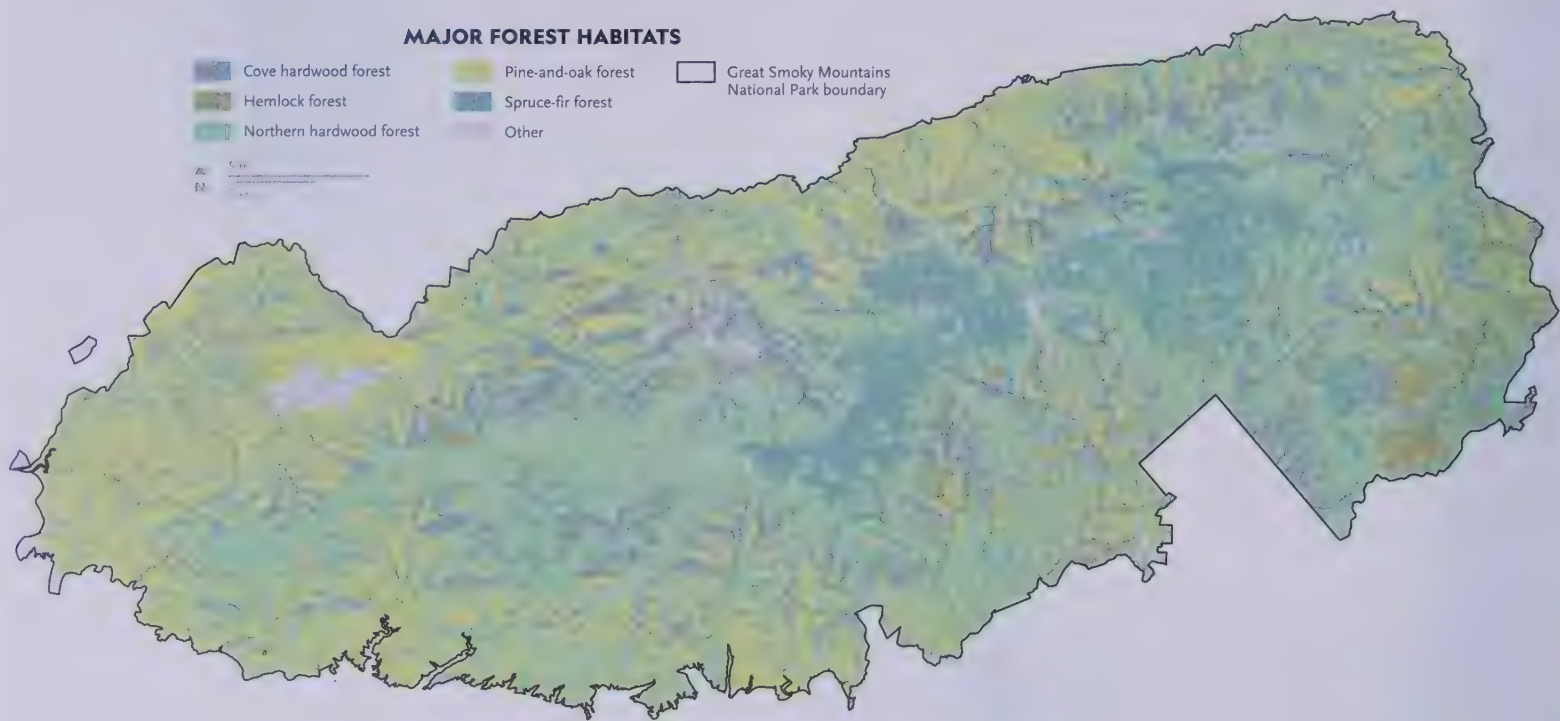 MAJOR FOREST HABITATS
Cove hardwood forest
Hemlock forest
Northern hardwood forest
Pine-and-oak forest
Spruce-fir forest
Other
Great Smoky Mountains
National Park boundary
N